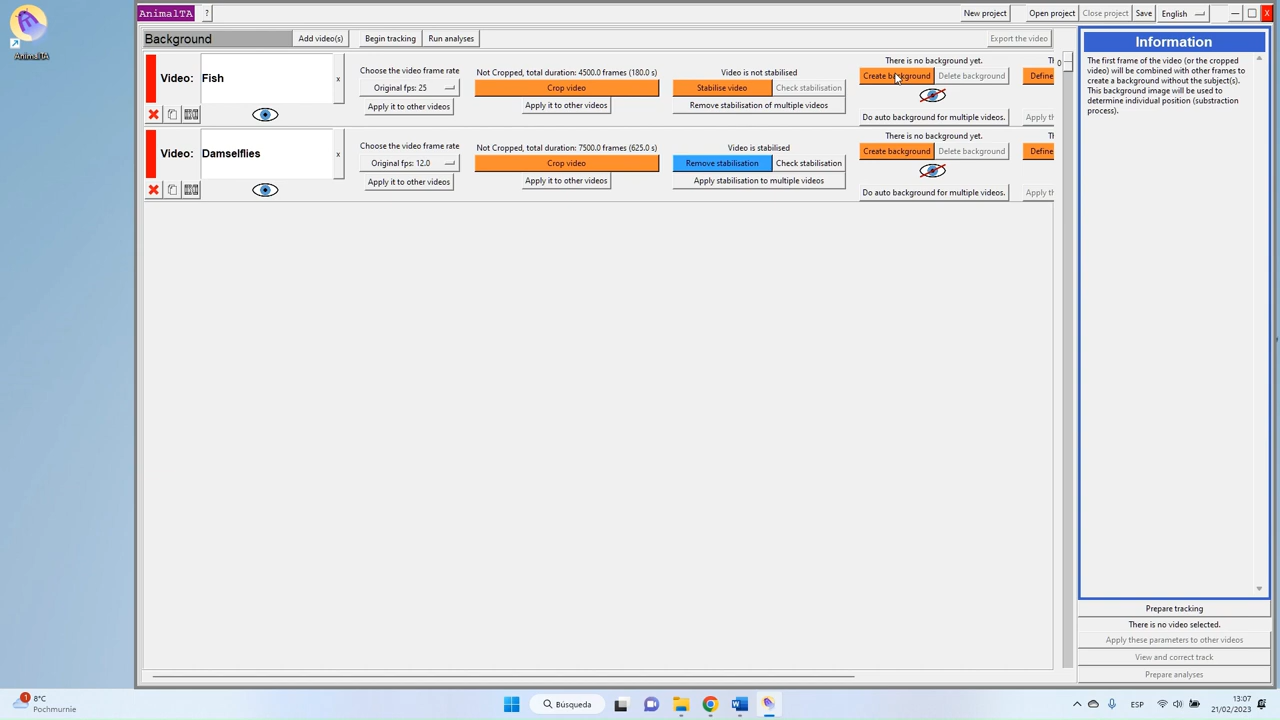 AnimalTA
?
New project
Open project
Close project
Save
English
X
AnimalTA
Background
Add video(s)
Begin tracking
Run analyses
Export the video
Video:
Fish
x
Choose the video frame rate
Original fps: 25
Apply it to other videos
Not Cropped, total duration: 4500.0 frames (180.0 s)
Crop video
Apply it to other videos
Video is not stabilised
Stabilise video
Check stabilisation
Remove stabilisation of multiple videos
There is no background yet.
Create background
Delete background
Do auto background for multiple videos.
Th
Define
Apply th
0
Video:
Damselflies
x
Choose the video frame rate
Original fps: 12.0
Apply it to other videos
Not Cropped, total duration: 7500.0 frames (625.0 s)
Crop video
Apply it to other videos
Video is stabilised
Remove stabilisation
Check stabilisation
Apply stabilisation to multiple videos
There is no background yet.
Create background
Delete background
Do auto background for multiple videos.
Th
Define
Apply th
Information
The first frame of the video (or the cropped
video) will be combined with other frames to
create a background without the subject(s).
This background image will be used to
determine individual position (substraction
process).
Prepare tracking
There is no video selected.
Apply these parameters to other videos
View and correct track
Prepare analyses
1
8°C
Pochmurnie
Búsqueda
ESP
13:07
21/02/2023